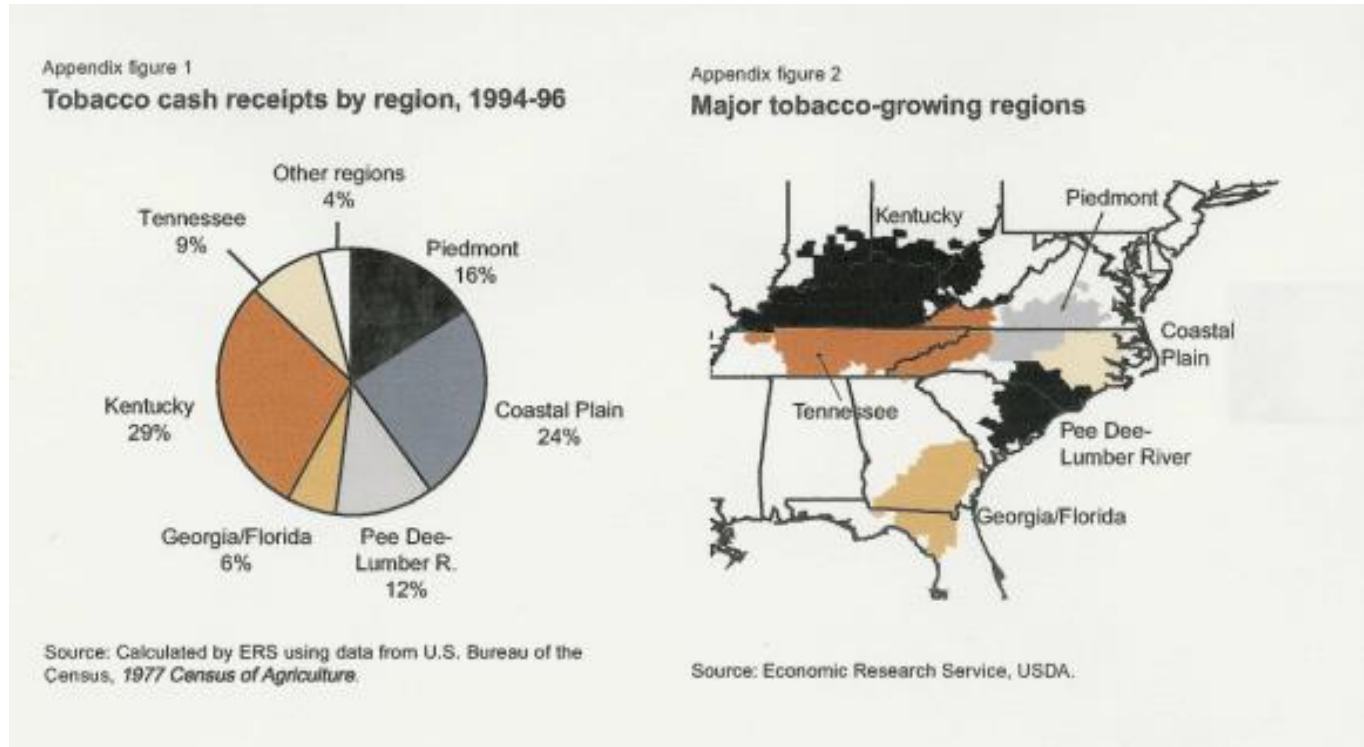 Appendix figure 1
Tobacco cash receipts by region, 1994-96
Other regions
4%
Tennessee
9%
Piedmont
16%
Kentucky
29%
Coastal Plain
24%
Georgia/Florida
6%
Pee Dee-
Lumber R.
12%
Source: Calculated by ERS using data from U.S. Bureau of the
Census, 1977 Census of Agriculture.
Appendix figure 2
Major tobacco-growing regions
Piedmont
Kentucky
Coastal
Plain
Tennessee
Pee Dee-
Lumber River
Georgia/Florida
Source: Economic Research Service, USDA.